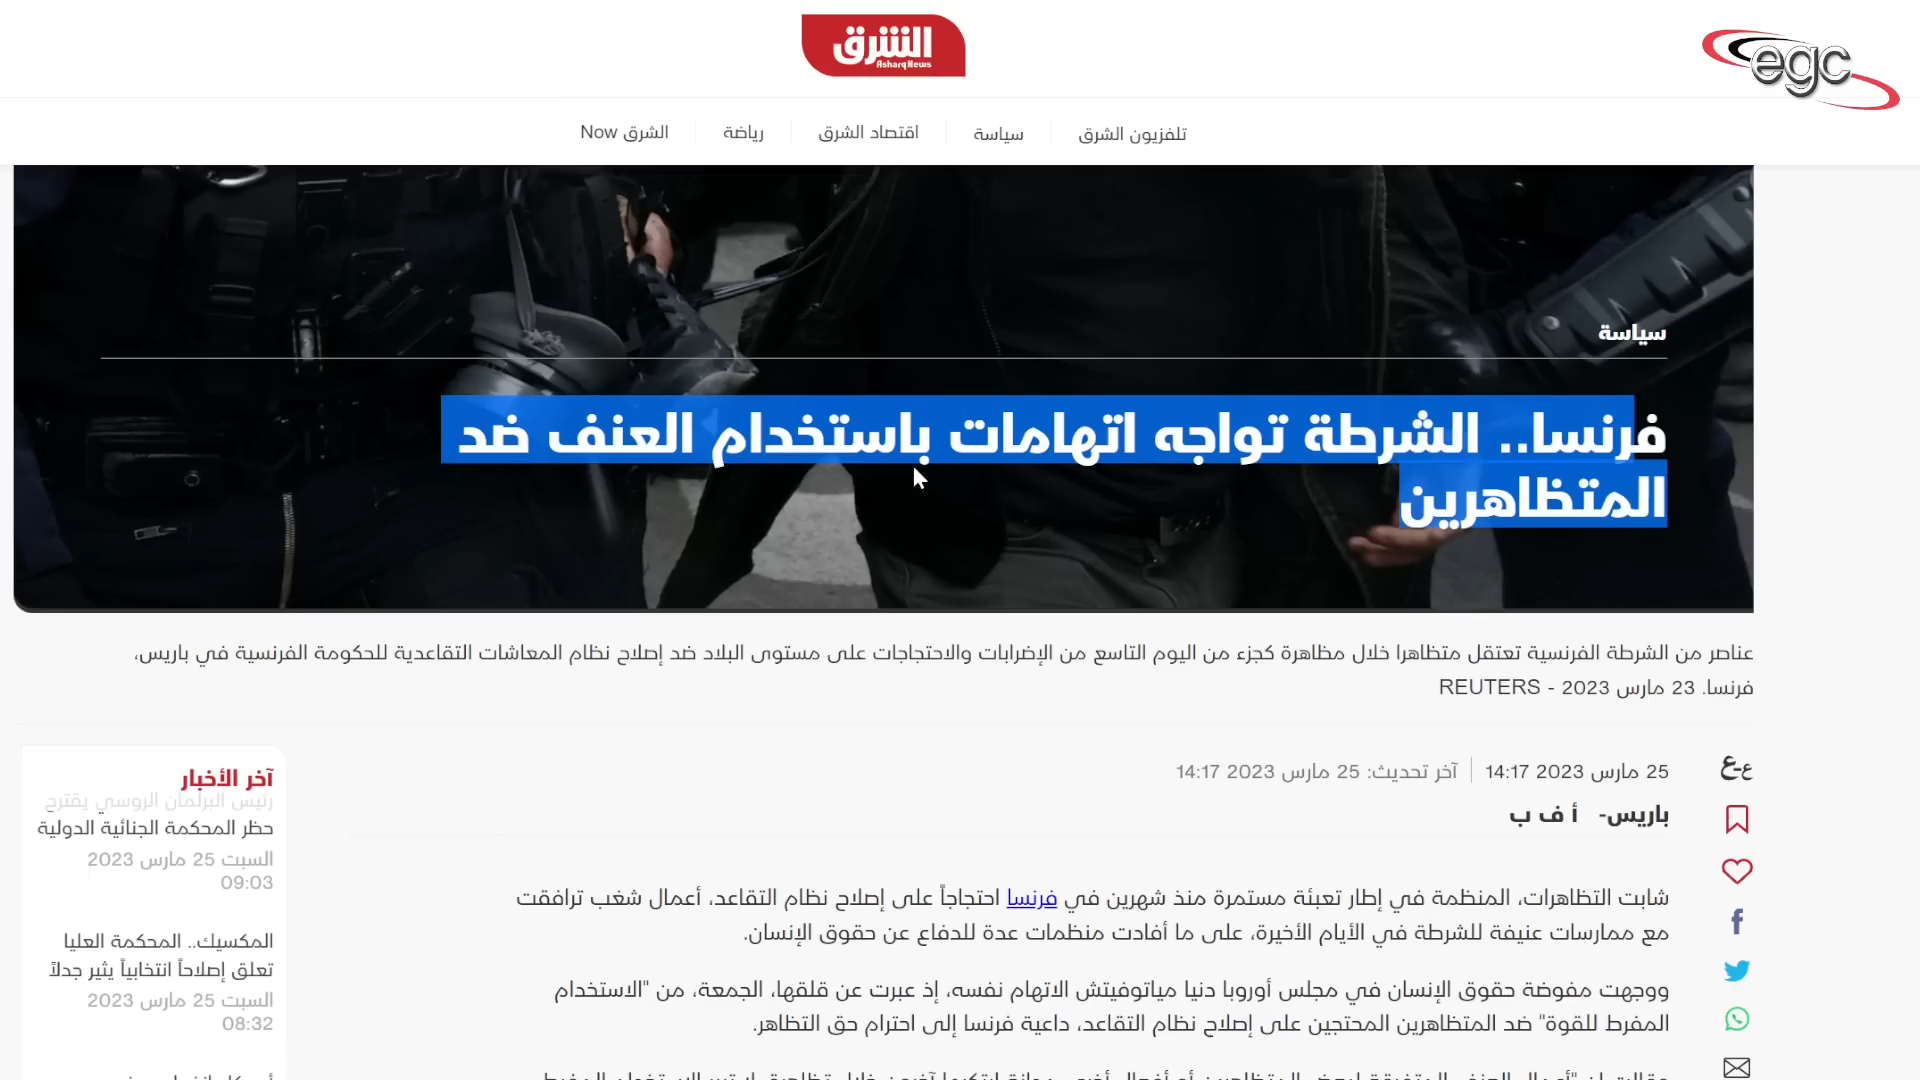 الشرق
Asharq News
egc
تلفزيون الشرق
سياسة
اقتصاد الشرق
رياضة
الشرق Now
سياسة
فرنسا.. الشرطة تواجه اتهامات باستخدام العنف ضد
المتظاهرين
عناصر من الشرطة الفرنسية تعتقل متظاهرا خلال مظاهرة كجزء من اليوم التاسع من الإضرابات والاحتجاجات على مستوى البلاد ضد إصلاح نظام المعاشات التقاعدية للحكومة الفرنسية في باريس،
فرنسا. 23 مارس 2023 - REUTERS
25 مارس 2023 14:17 | آخر تحديث: 25 مارس 2023 14:17
باريس- أ ف ب
شابت التظاهرات، المنظمة في إطار تعبئة مستمرة منذ شهرين في فرنسا احتجاجاً على إصلاح نظام التقاعد، أعمال شغب ترافقت
مع ممارسات عنيفة للشرطة في الأيام الأخيرة، على ما أفادت منظمات عدة للدفاع عن حقوق الإنسان.
ووجهت مفوضة حقوق الإنسان في مجلس أوروبا دنيا مياتوفيتش الاتهام نفسه، إذ عبرت عن قلقها، الجمعة، من "الاستخدام
المفرط للقوة" ضد المتظاهرين المحتجين على إصلاح نظام التقاعد، داعية فرنسا إلى احترام حق التظاهر.
آخر الأخبار
رئيس البرلمان الروسي يقترح
حظر المحكمة الجنائية الدولية
السبت 25 مارس 2023
09:03
المكسيك.. المحكمة العليا
تعلق إصلاحاً انتخابياً يثير جدلاً
السبت 25 مارس 2023
08:32